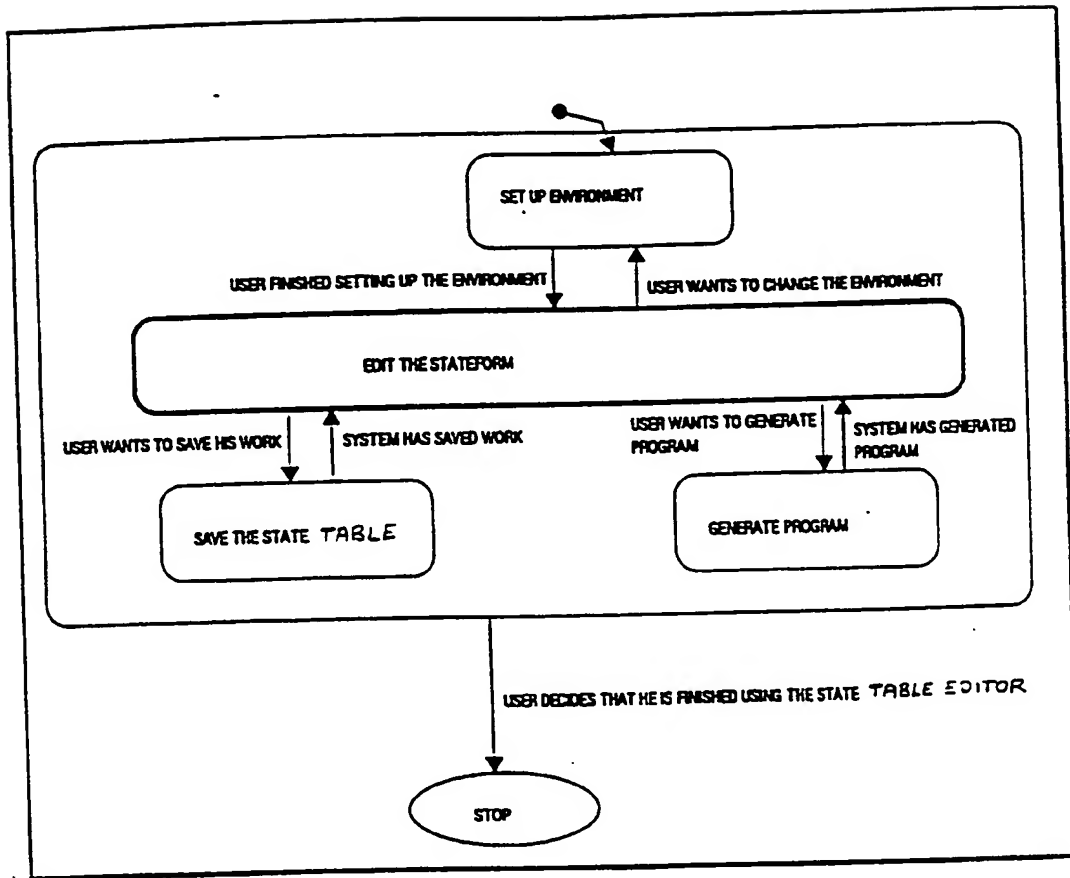 SET UP ENVIRONMENT
USER FINISHED SETTING UP THE ENVIRONMENT
USER WANTS TO CHANGE THE ENVIRONMENT
EDIT THE STATEFORM
USER WANTS TO SAVE HIS WORK
SYSTEM HAS SAVED WORK
USER WANTS TO GENERATE
PROGRAM
SYSTEM HAS GENERATED
PROGRAM
SAVE THE STATE TABLE
GENERATE PROGRAM
USER DECIDES THAT HE IS FINISHED USING THE STATE TABLE EDITOR
STOP